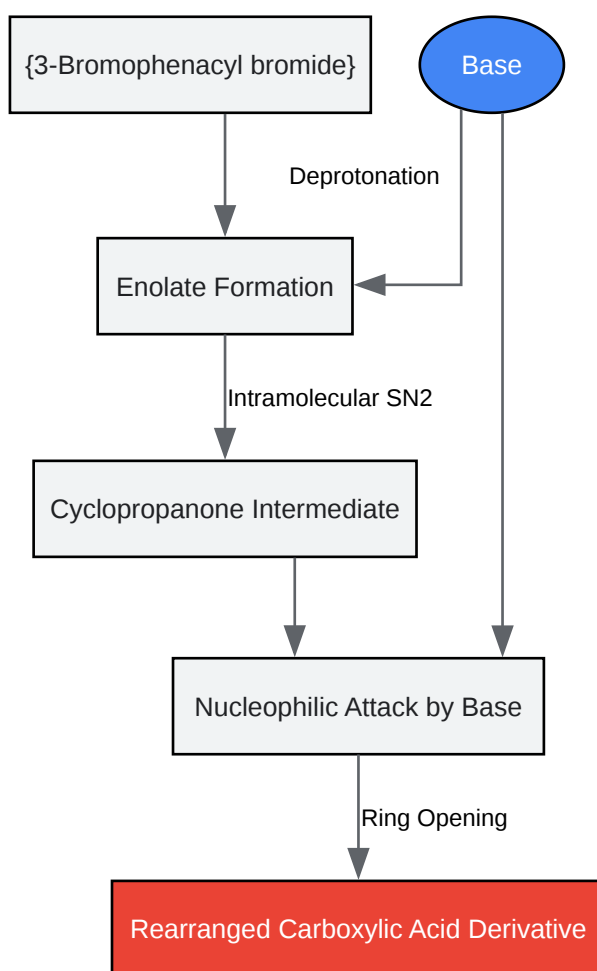 {3-Bromophenacyl bromide}
Base
Deprotonation
Enolate Formation
Intramolecular SN2
Cyclopropanone Intermediate
Nucleophilic Attack by Base
Ring Opening
Rearranged Carboxylic Acid Derivative